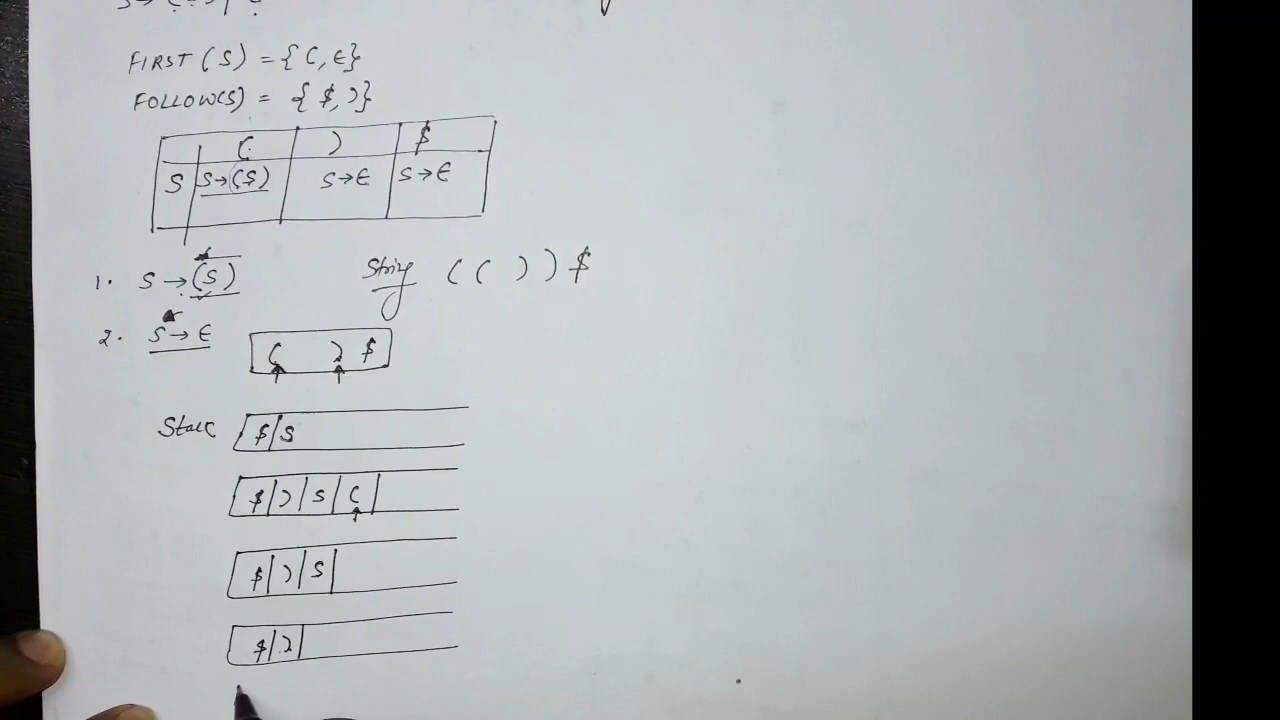 FIRST(S) = { (, ε}
FOLLOW(S) = { $, )}
( ) $
S S→(S) S→ε S→ε
1. S→(S) String ( ( ) ) $
2. S→ε
( ) $
Stack $ S
$ ) S (
$ ) S
$ )